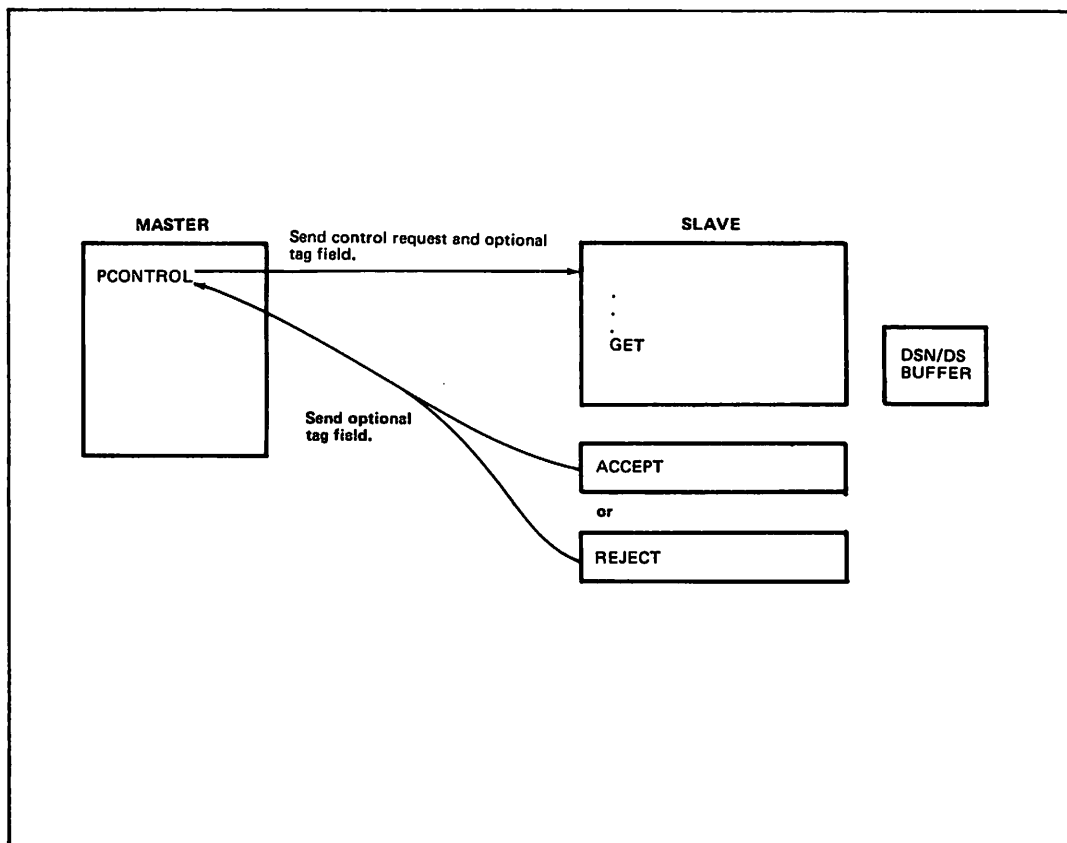 MASTER
SLAVE
Send control request and optional
tag field.
PCONTROL
.
.
.
GET
DSN/DS
BUFFER
Send optional
tag field.
ACCEPT
or
REJECT